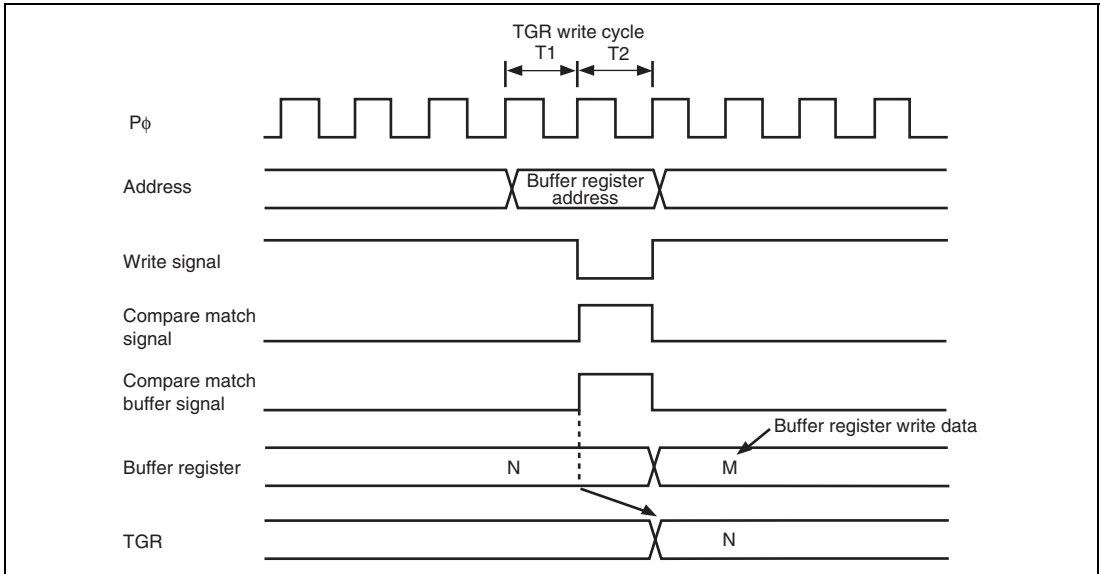 TGR write cycle
T1 T2
Pϕ
Address
Buffer register
address
Write signal
Compare match
signal
Compare match
buffer signal
Buffer register write data
Buffer register
N M
TGR
N